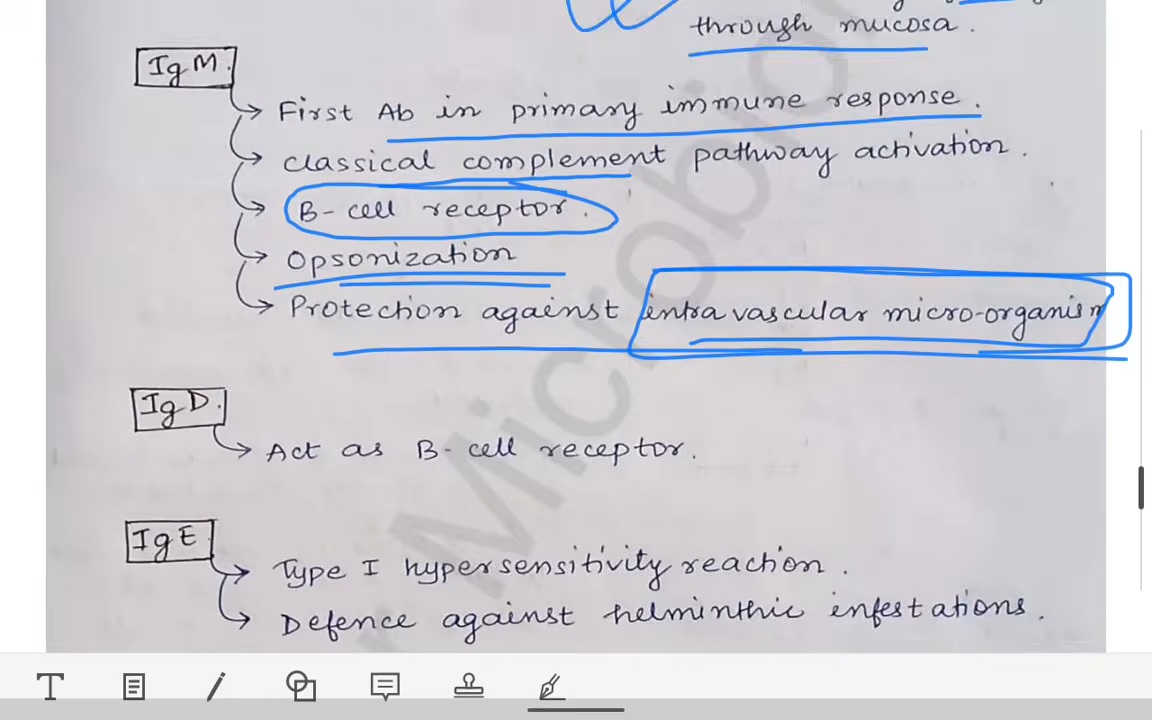 through mucosa.
IgM.
First Ab in primary immune response.
classical complement pathway activation.
B-cell receptor.
Opsonization
Protection against intravascular micro-organism
IgD.
Act as B-cell receptor.
IgE
Type I hypersensitivity reaction.
Defence against helminthic infestations.
T